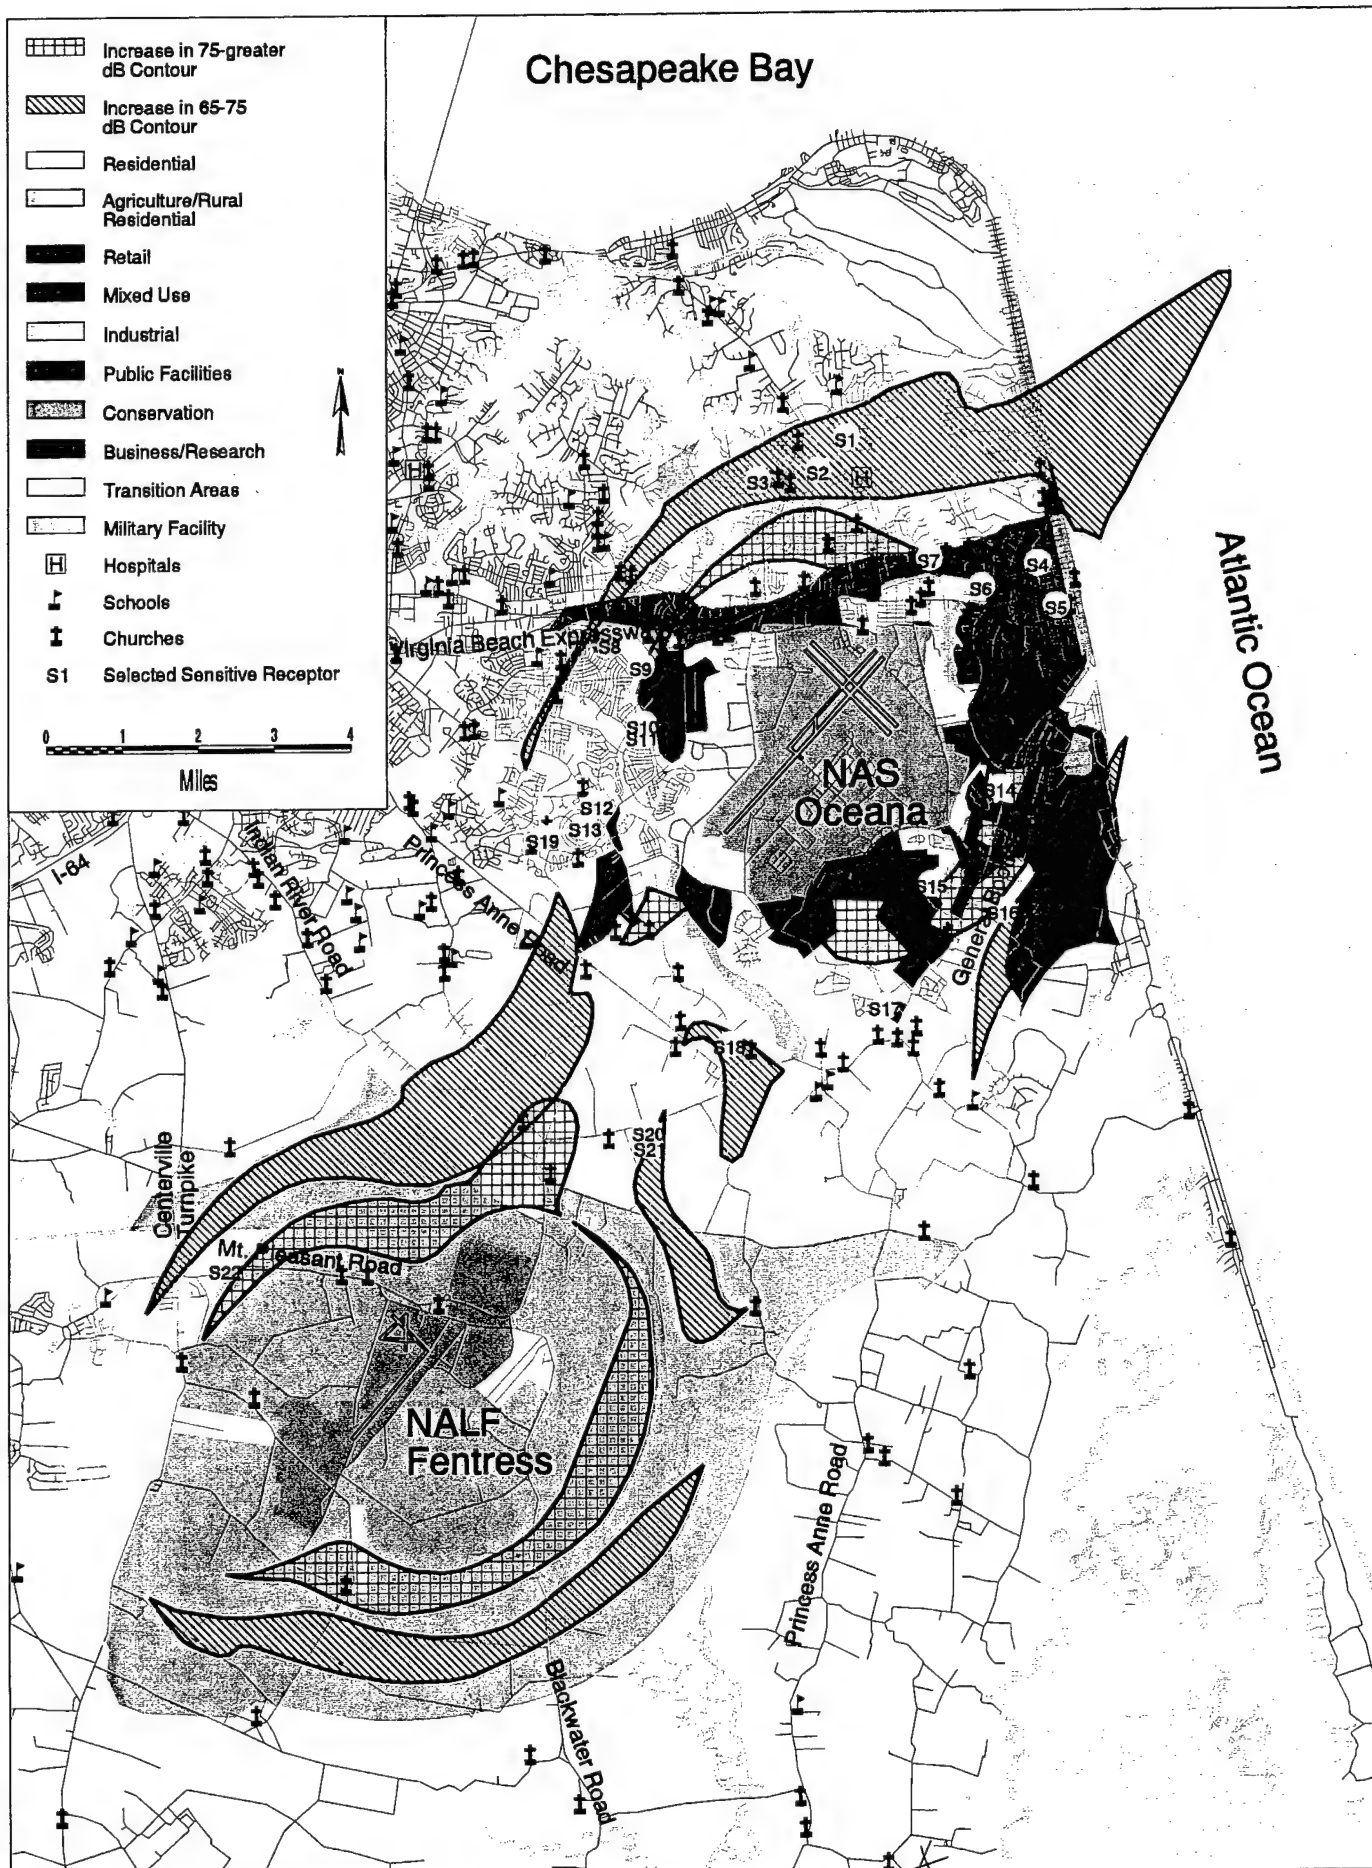 Increase in 75-greater
dB Contour
Increase in 65-75
dB Contour
Residential
Agriculture/Rural
Residential
Retail
Mixed Use
Industrial
Public Facilities
Conservation
Business/Research
Transition Areas
Military Facility
H
Hospitals
Schools
Churches
S1
Selected Sensitive Receptor
N
0 1 2 3 4
Miles
Chesapeake Bay
Atlantic Ocean
H
S1
S2
S3
H
S7
S4
S6
S5
Virginia Beach Expressway
S8
S9
S10
S11
NAS
Oceana
S14
S12
S13
S19
I-64
Indian River Road
Princess Anne Road
S15
S16
General
S17
S18
S20
S21
Centerville
Turnpike
Mt. Pleasant Road
S22
NALF
Fentress
Princess Anne Road
Blackwater Road